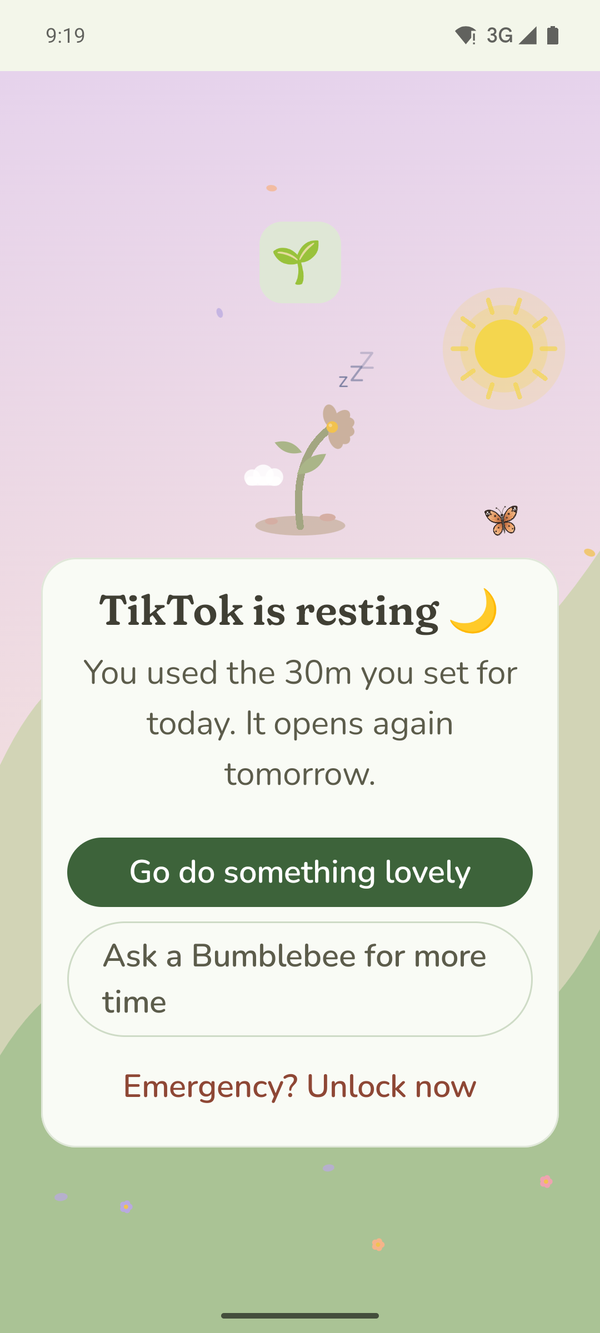 9:19
3G
z
Z
Z
TikTok is resting 🌙
You used the 30m you set for
today. It opens again
tomorrow.
Go do something lovely
Ask a Bumblebee for more
time
Emergency? Unlock now